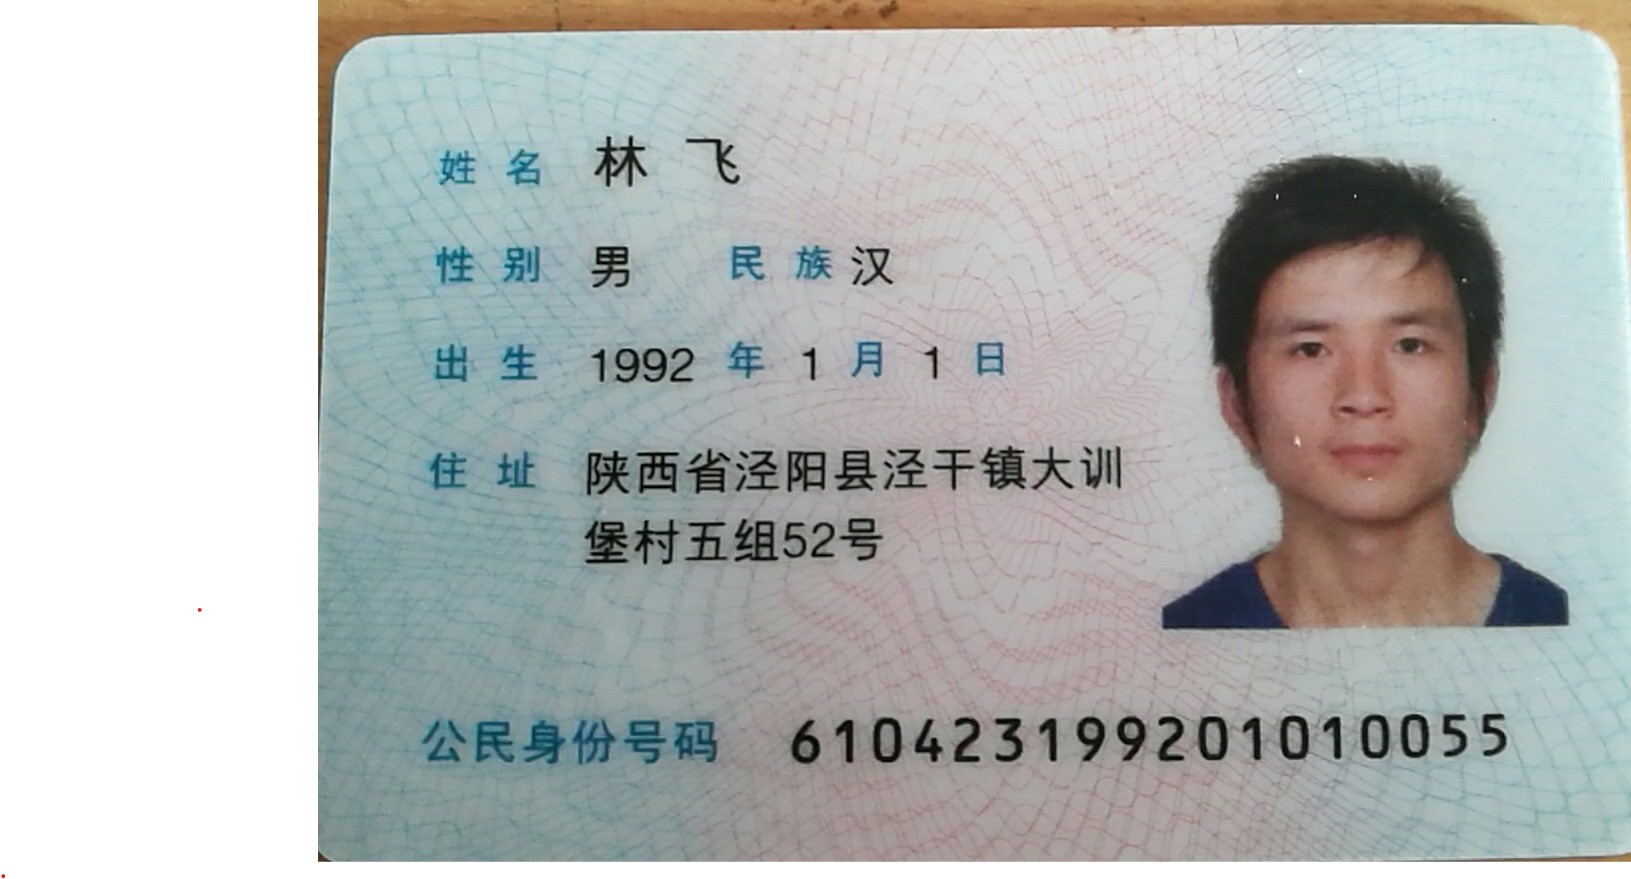 姓名 林飞
性别 男 民族 汉
出生 1992 年 1 月 1 日
住址 陕西省泾阳县泾干镇大训
堡村五组52号
公民身份号码 610423199201010055